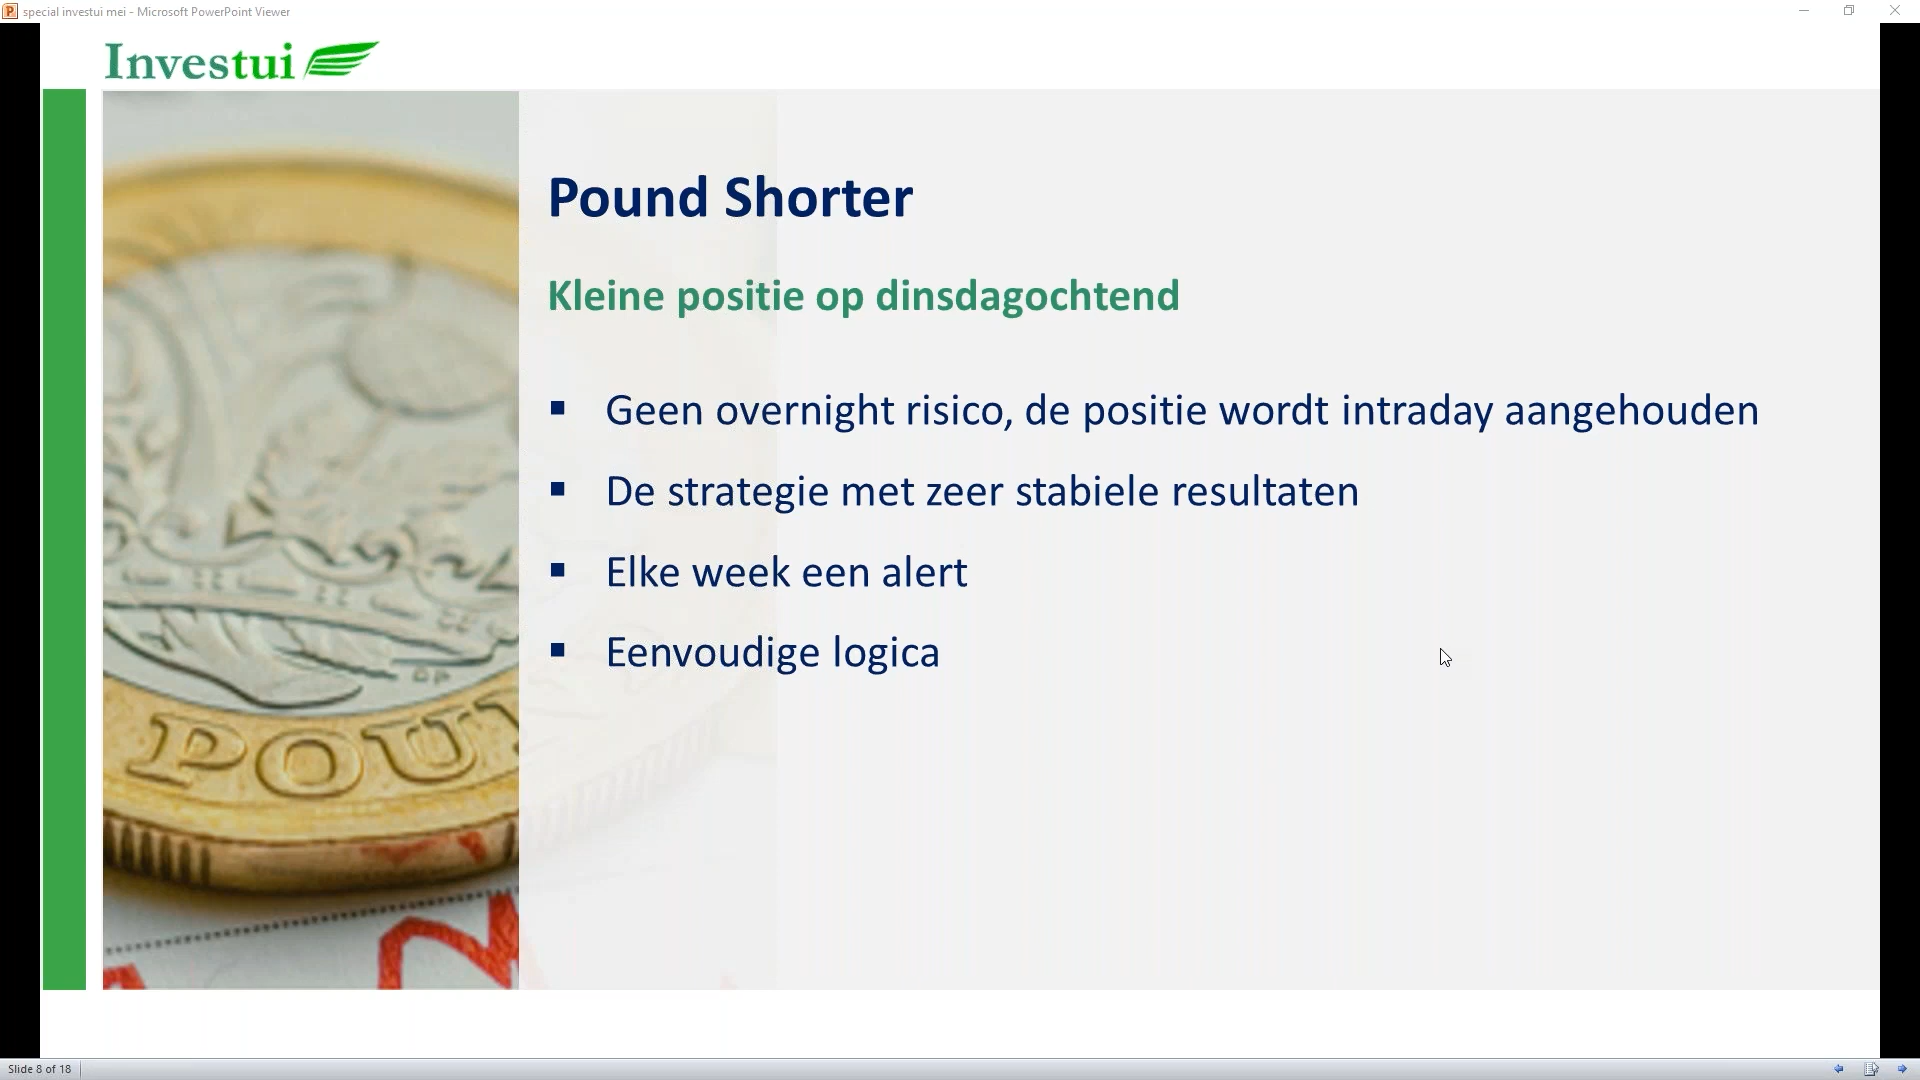 special investui mei - Microsoft PowerPoint Viewer
Investui
Pound Shorter
Kleine positie op dinsdagochtend
▪ Geen overnight risico, de positie wordt intraday aangehouden
▪ De strategie met zeer stabiele resultaten
▪ Elke week een alert
▪ Eenvoudige logica
POU
Slide 8 of 18